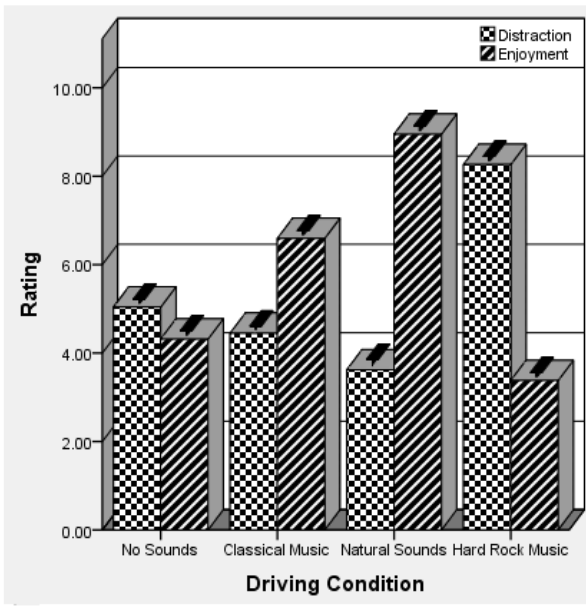 Distraction
Enjoyment
10.00
8.00
6.00
4.00
2.00
0.00
Rating
No Sounds Classical Music Natural Sounds Hard Rock Music
Driving Condition